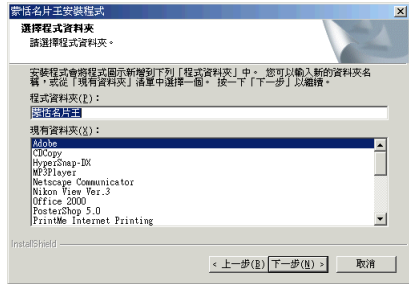 蒙恬名片王安裝程式
選擇程式資料夾
請選擇程式資料夾。
安裝程式會將程式圖示新增到下列「程式資料夾」中。 您可以輸入新的資料夾名
稱，或從「現有資料夾」清單中選擇一個。 按一下「下一步」以繼續。
程式資料夾(P)：
蒙恬名片王
現有資料夾(X)：
Adobe
CDCopy
HyperSnap-DX
MP3Player
Netscape Communicator
Nikon View Ver.3
Office 2000
PosterShop 5.0
PrintMe Internet Printing
InstallShield
< 上一步(B) 下一步(N) > 取消